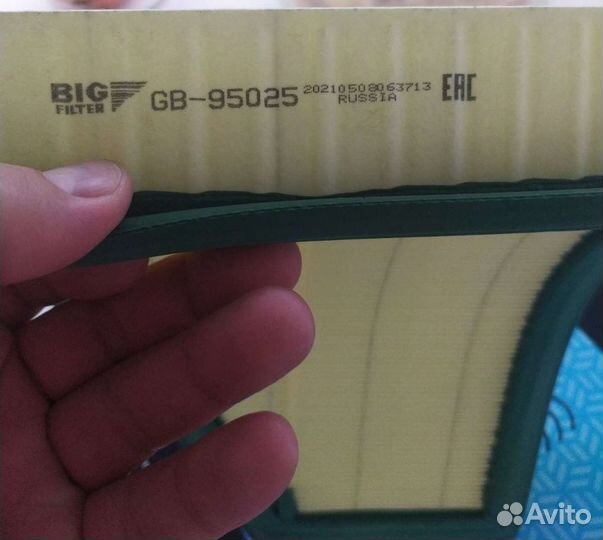 BIG FILTER
GB-95025
20210508063713
RUSSIA
EAC
Avito